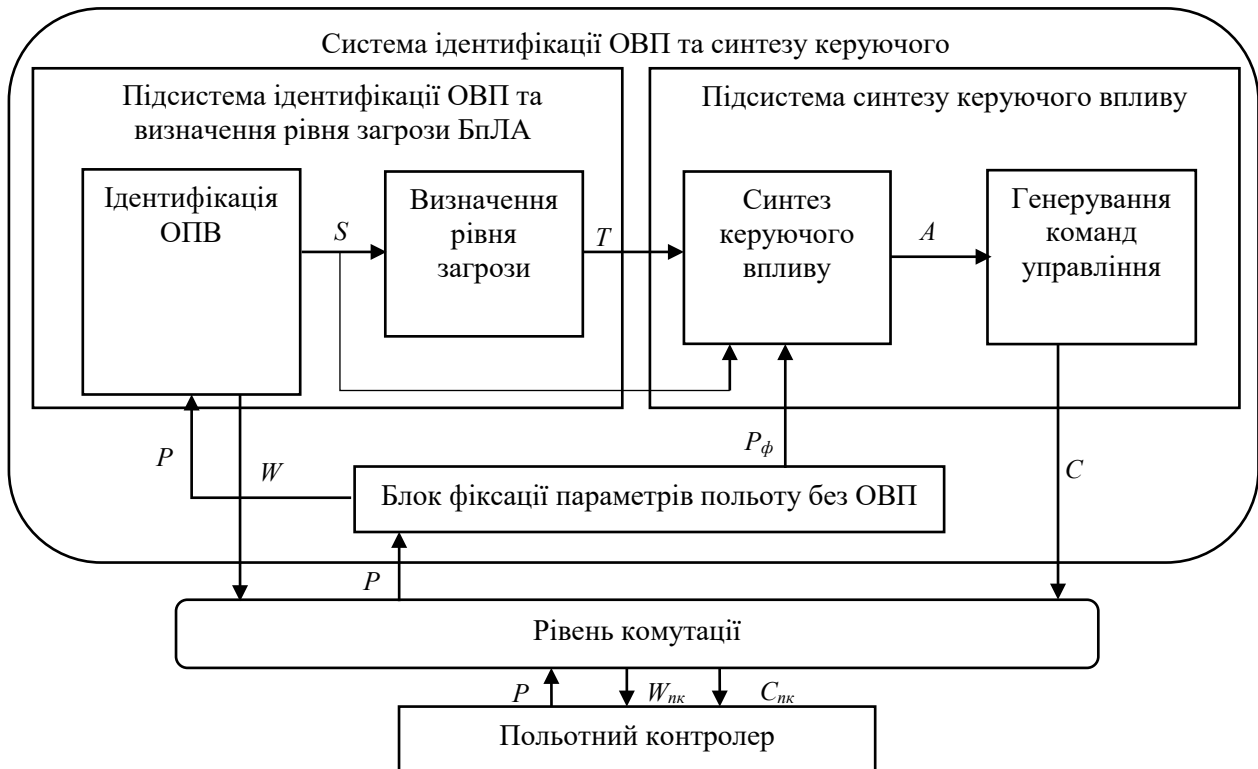 Система ідентифікації ОВП та синтезу керуючого
Підсистема ідентифікації ОВП та
визначення рівня загрози БпЛА
Підсистема синтезу керуючого впливу
Ідентифікація
ОПВ
S
Визначення
рівня
загрози
T
Синтез
керуючого
впливу
A
Генерування
команд
управління
P
W
Pф
C
Блок фіксації параметрів польоту без ОВП
P
Рівень комутації
P
Wпк
Cпк
Польотний контролер